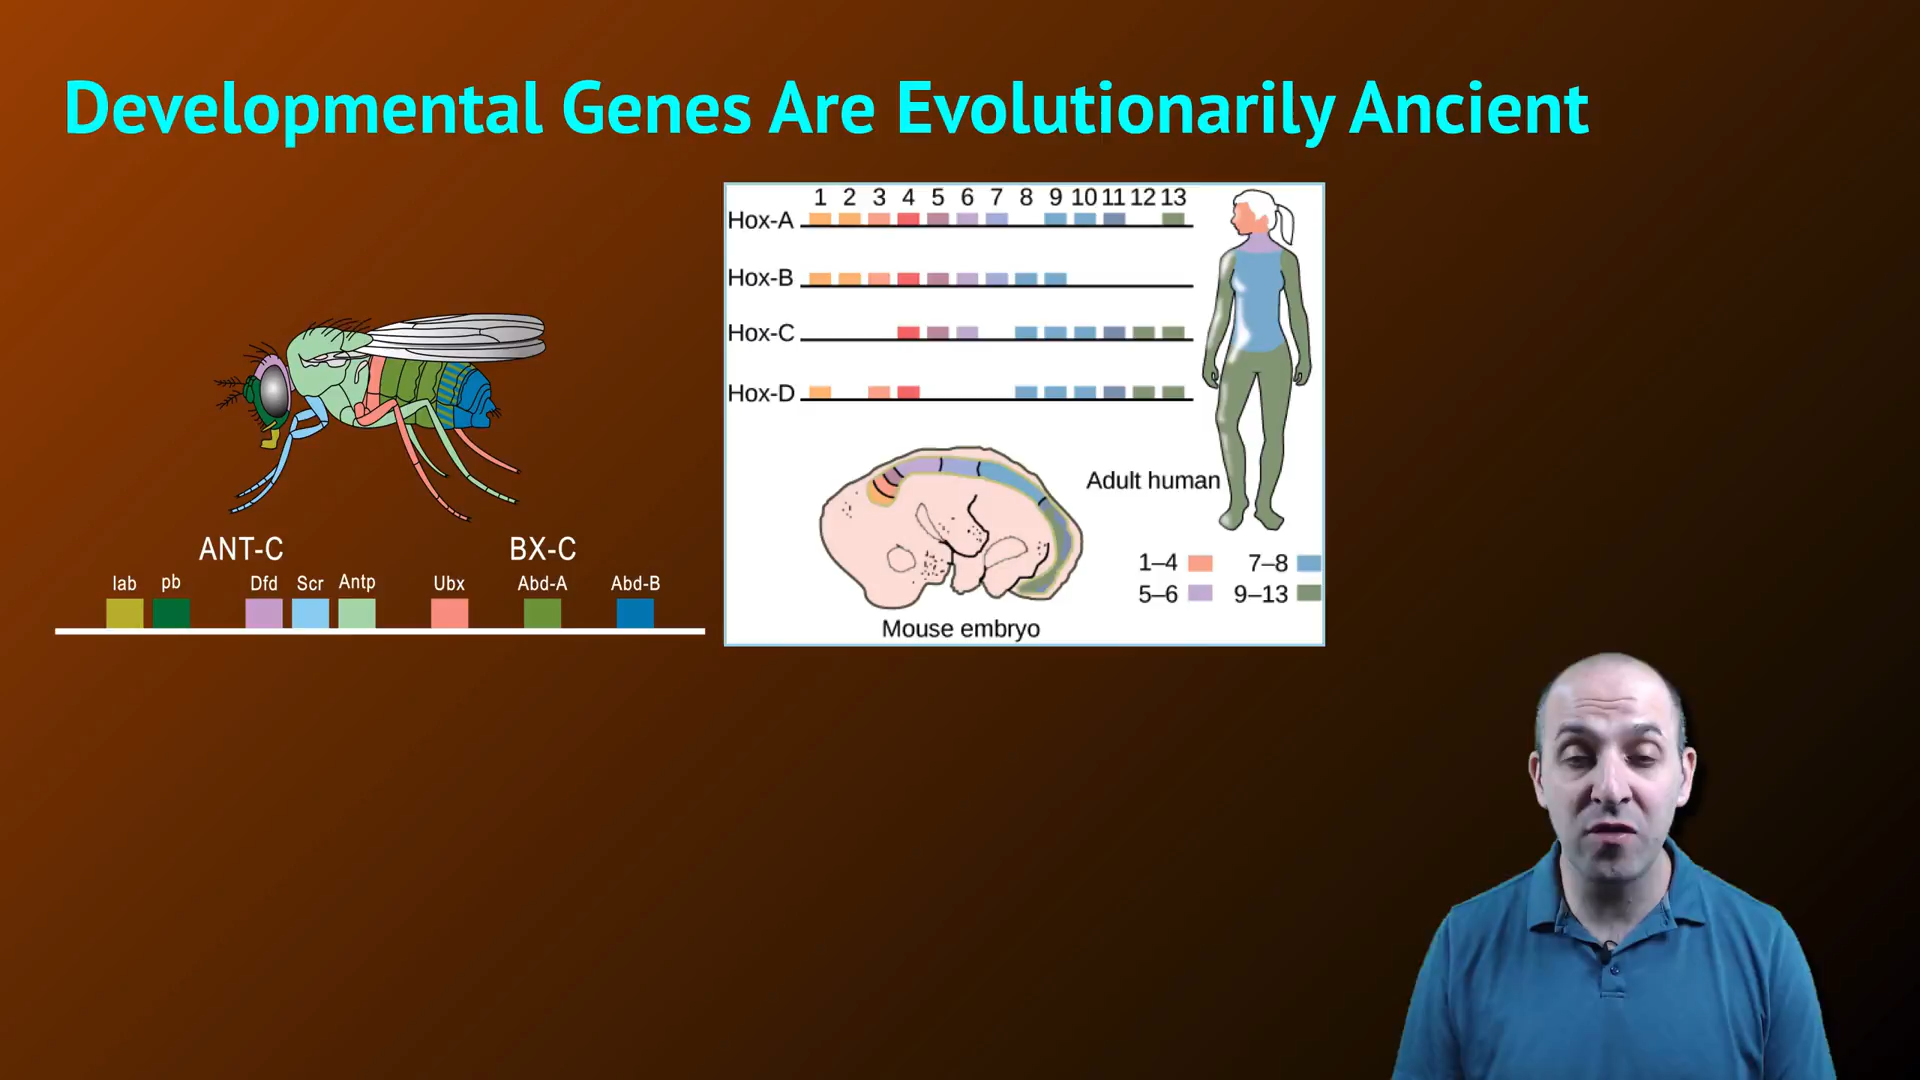 Developmental Genes Are Evolutionarily Ancient
ANT-C BX-C
lab pb Dfd Scr Antp Ubx Abd-A Abd-B
1 2 3 4 5 6 7 8 9 10 11 12 13
Hox-A
Hox-B
Hox-C
Hox-D
Adult human
1–4 7–8
5–6 9–13
Mouse embryo